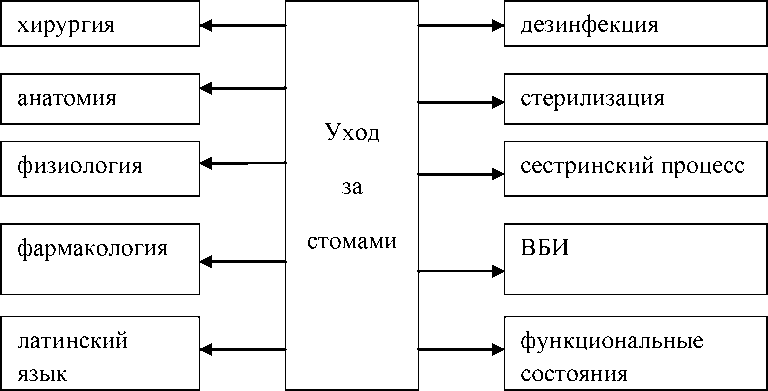 хирургия
анатомия
физиология
фармакология
латинский
язык
Уход
за
стомами
дезинфекция
стерилизация
сестринский процесс
ВБИ
функциональные
состояния